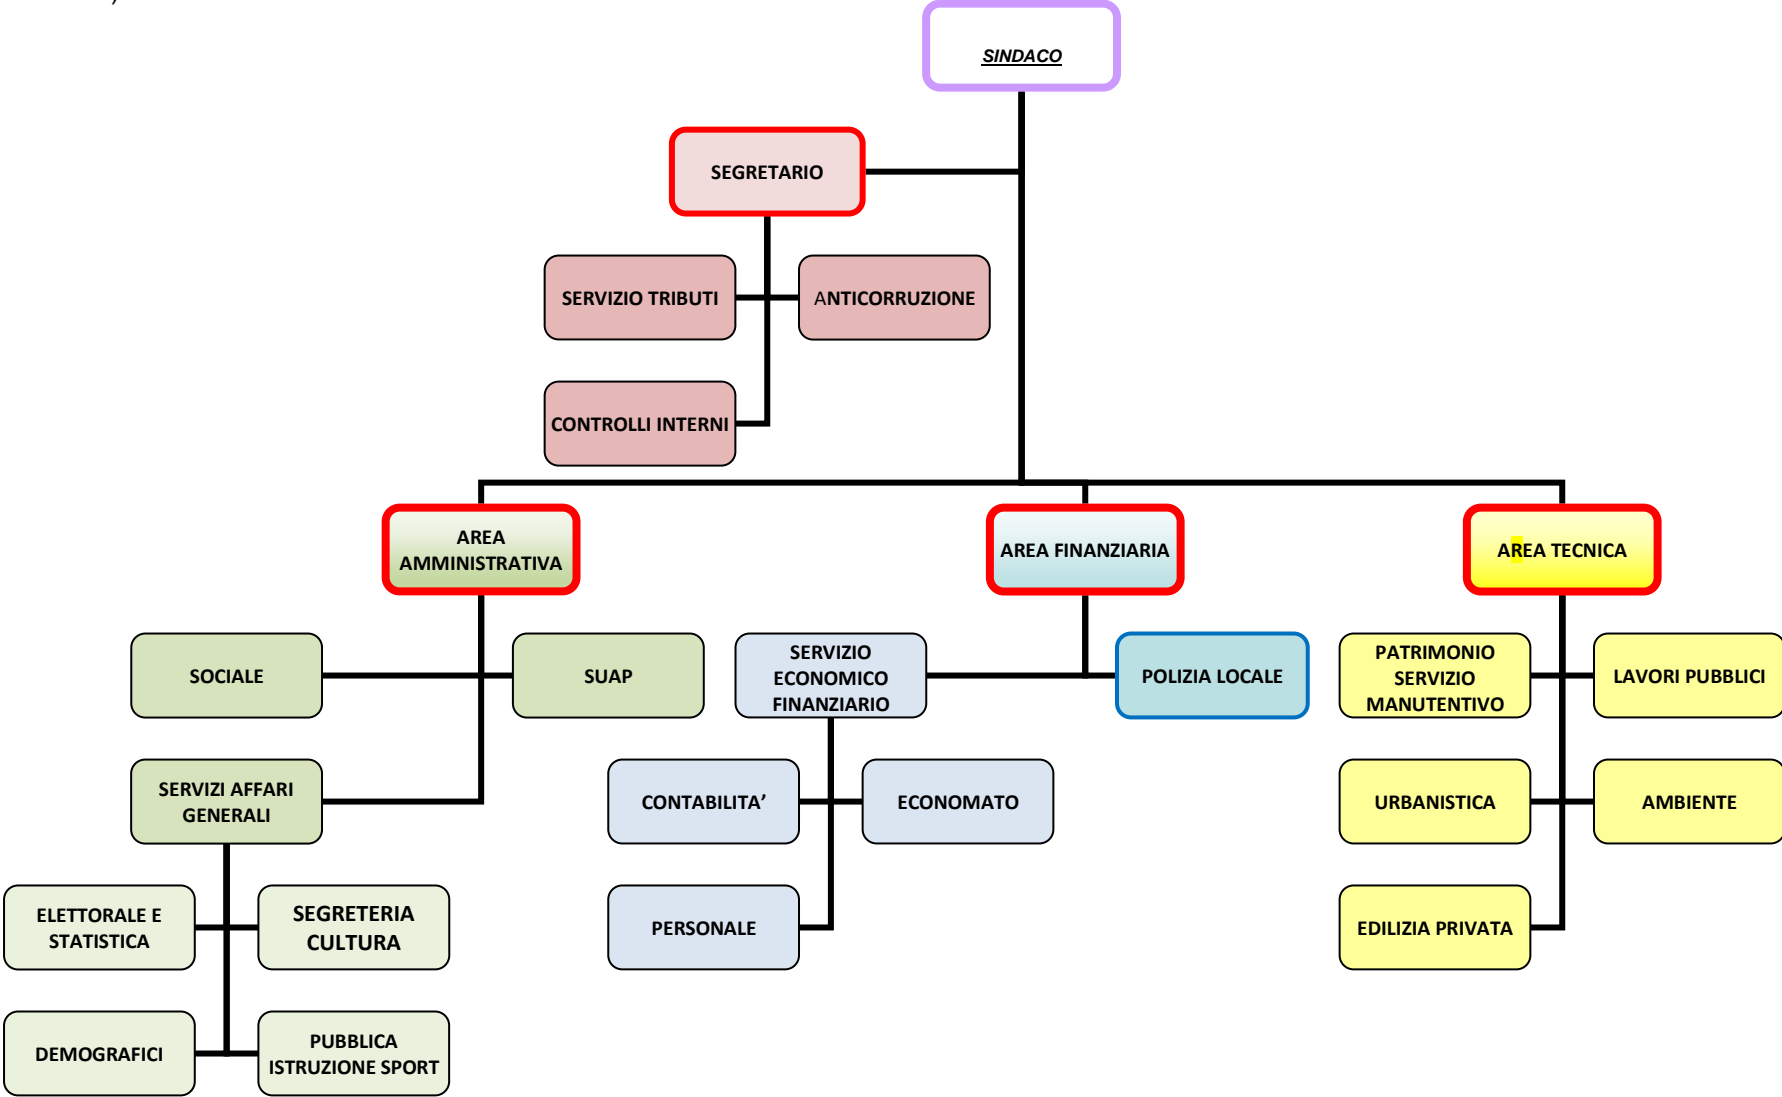 SINDACO
SEGRETARIO
SERVIZIO TRIBUTI
ANTICORRUZIONE
CONTROLLI INTERNI
AREA
AMMINISTRATIVA
AREA FINANZIARIA
AREA TECNICA
SOCIALE
SUAP
SERVIZIO
ECONOMICO
FINANZIARIO
POLIZIA LOCALE
PATRIMONIO
SERVIZIO
MANUTENTIVO
LAVORI PUBBLICI
SERVIZI AFFARI
GENERALI
CONTABILITA’
ECONOMATO
URBANISTICA
AMBIENTE
ELETTORALE E
STATISTICA
SEGRETERIA
CULTURA
PERSONALE
EDILIZIA PRIVATA
DEMOGRAFICI
PUBBLICA
ISTRUZIONE SPORT